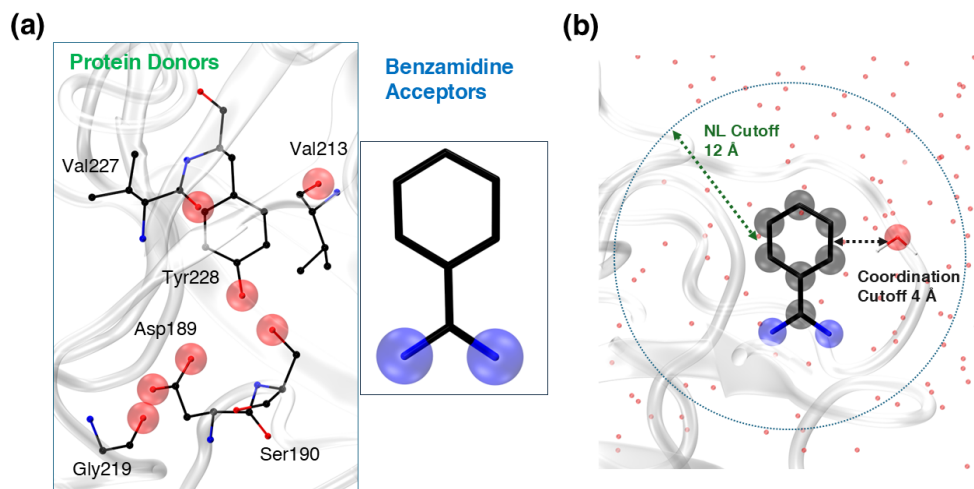 (a)
Protein Donors
Val227
Val213
Tyr228
Asp189
Gly219
Ser190
Benzamidine
Acceptors
(b)
NL Cutoff
12 Å
Coordination
Cutoff 4 Å